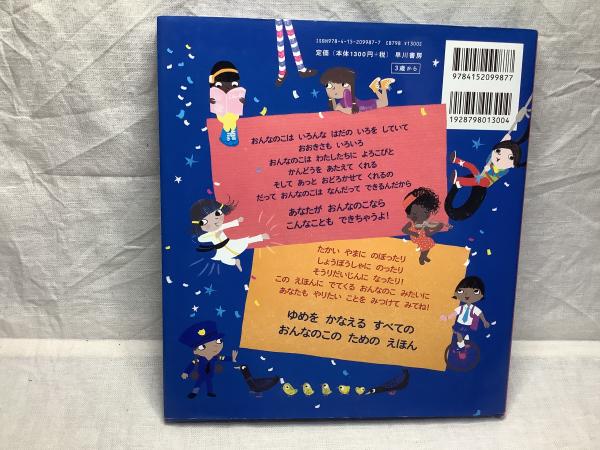 ISBN978-4-15-209987-7 C8798 ¥1300E
定価（本体1300円＋税） 早川書房
3歳から
9784152099877
1928798013004
おんなのこは いろんな はだの いろを していて
おおきさも いろいろ
おんなのこは わたしたちに よろこびと
かんどうを あたえて くれる
そして あっと おどろかせて くれるの
だって おんなのこは なんだって できるんだから
あなたが おんなのこなら
こんなことも できちゃうよ！
たかい やまに のぼったり
しょうぼうしゃに のったり
そうりだいじんに なったり！
この えほんに でてくる おんなのこ みたいに
あなたも やりたい ことを みつけて みてね！
ゆめを かなえる すべての
おんなのこの ための えほん